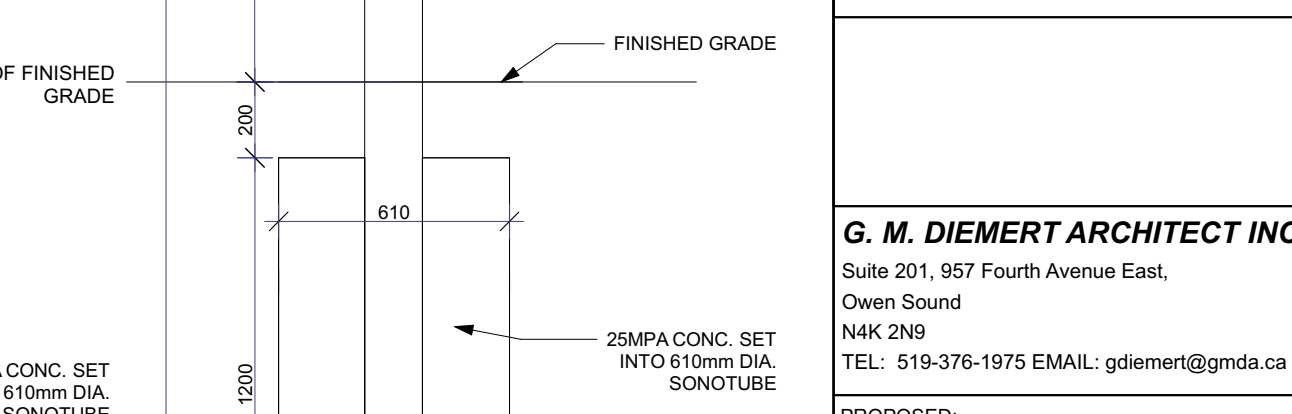 FINISHED GRADE
OF FINISHED
GRADE
200
610
25MPA CONC. SET
INTO 610mm DIA.
SONOTUBE
CONC. SET
610mm DIA.
SONOTUBE
1200
G. M. DIEMERT ARCHITECT INC
Suite 201, 957 Fourth Avenue East,
Owen Sound
N4K 2N9
TEL: 519-376-1975 EMAIL: gdiemert@gmda.ca
PROPOSED: